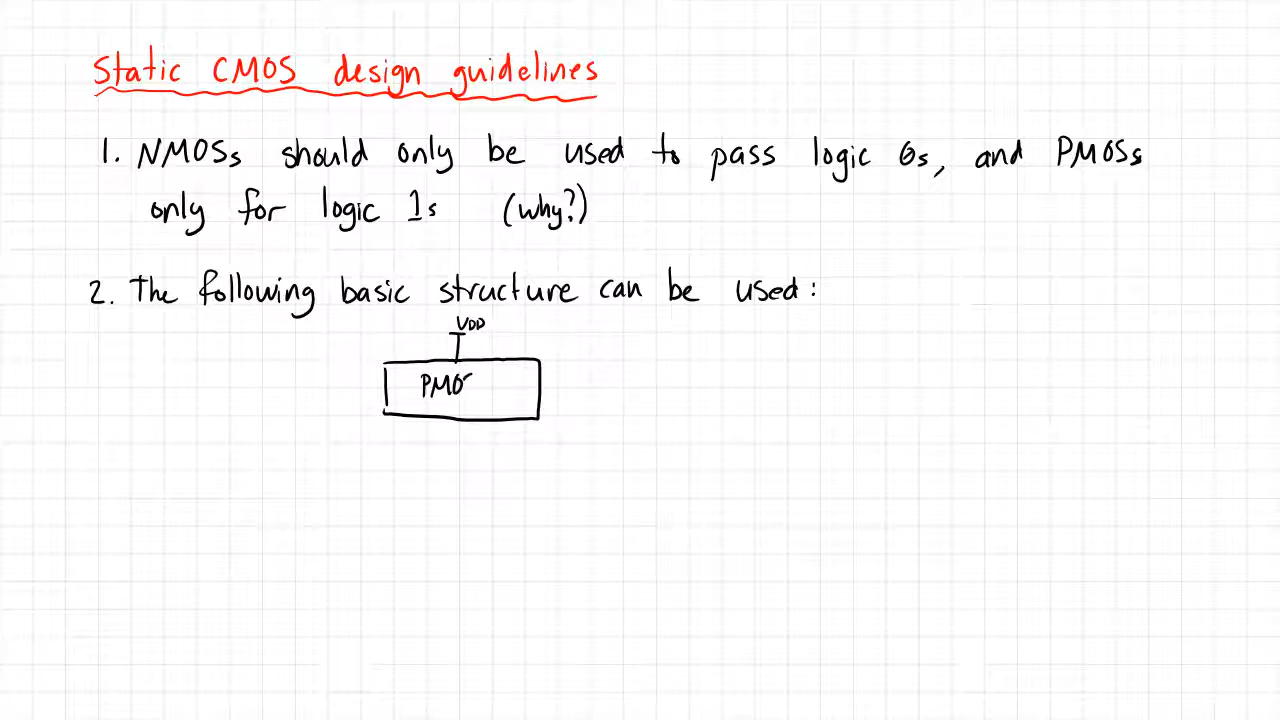 Static CMOS design guidelines
1. NMOSs should only be used to pass logic 0s, and PMOSs
only for logic 1s (why?)
2. The following basic structure can be used:
VDD
PMO